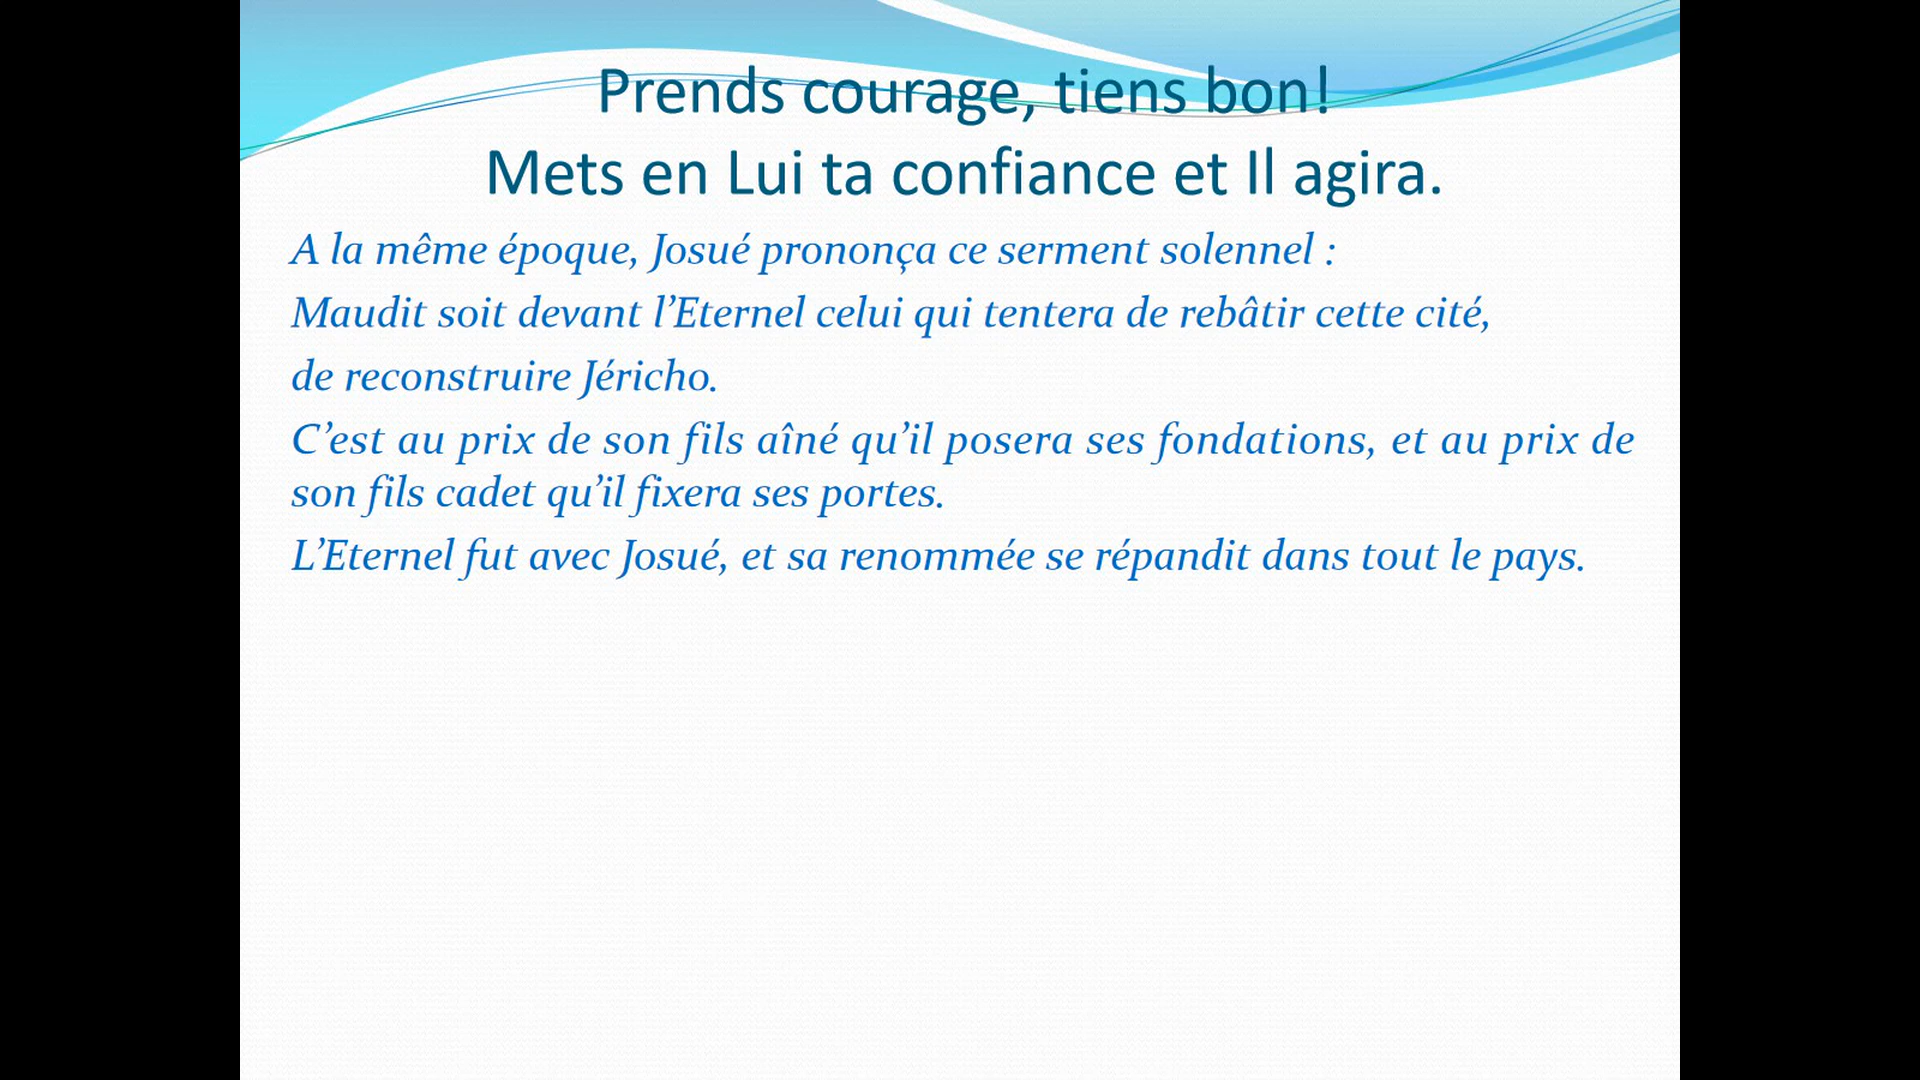 Prends courage, tiens bon!
Mets en Lui ta confiance et Il agira.
A la même époque, Josué prononça ce serment solennel :
Maudit soit devant l’Eternel celui qui tentera de rebâtir cette cité,
de reconstruire Jéricho.
C’est au prix de son fils aîné qu’il posera ses fondations, et au prix de
son fils cadet qu’il fixera ses portes.
L’Eternel fut avec Josué, et sa renommée se répandit dans tout le pays.